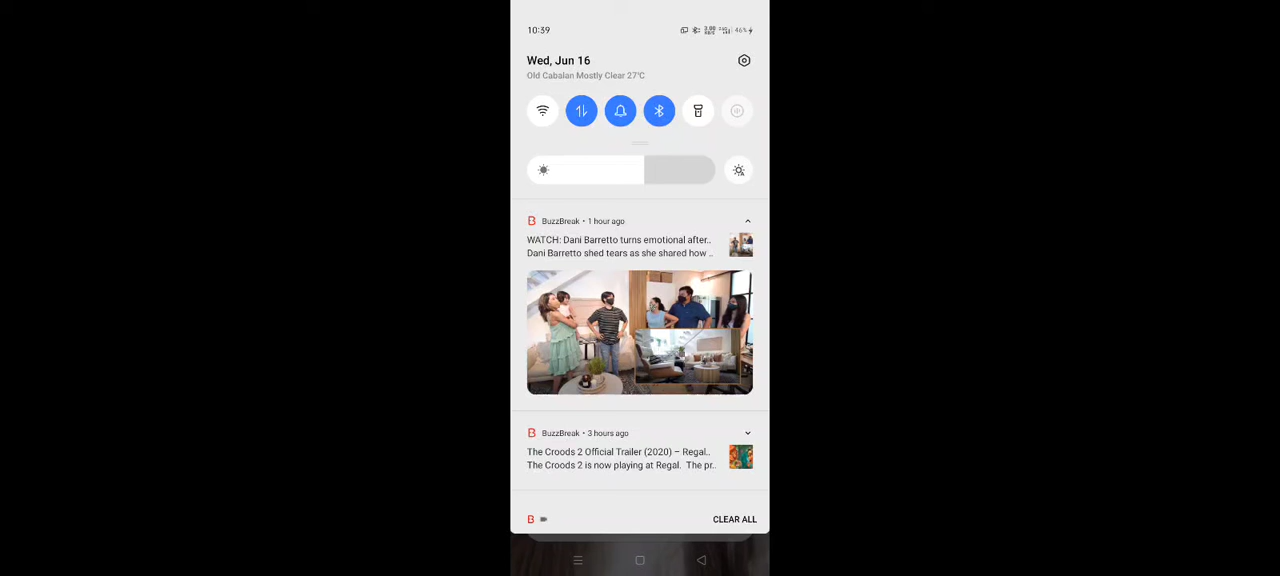 10:39
46%
Wed, Jun 16
Old Cabalan Mostly Clear 27°C
BuzzBreak • 1 hour ago
WATCH: Dani Barretto turns emotional after..
Dani Barretto shed tears as she shared how ..
BuzzBreak • 3 hours ago
The Croods 2 Official Trailer (2020) – Regal..
The Croods 2 is now playing at Regal. The pr..
CLEAR ALL